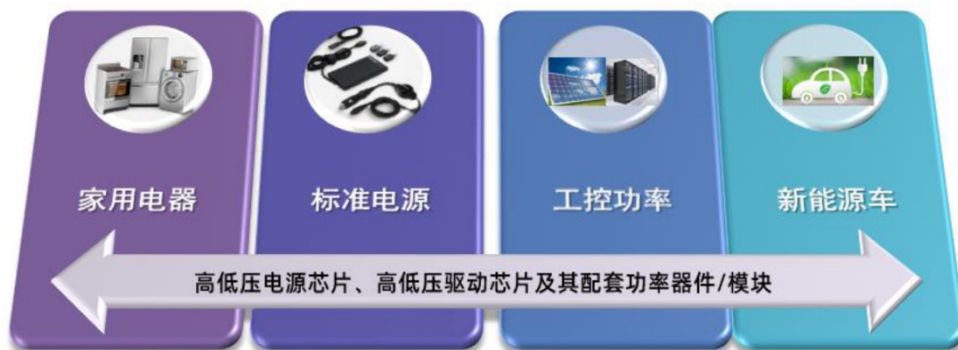 家用电器
标准电源
工控功率
新能源车
高低压电源芯片、高低压驱动芯片及其配套功率器件/模块